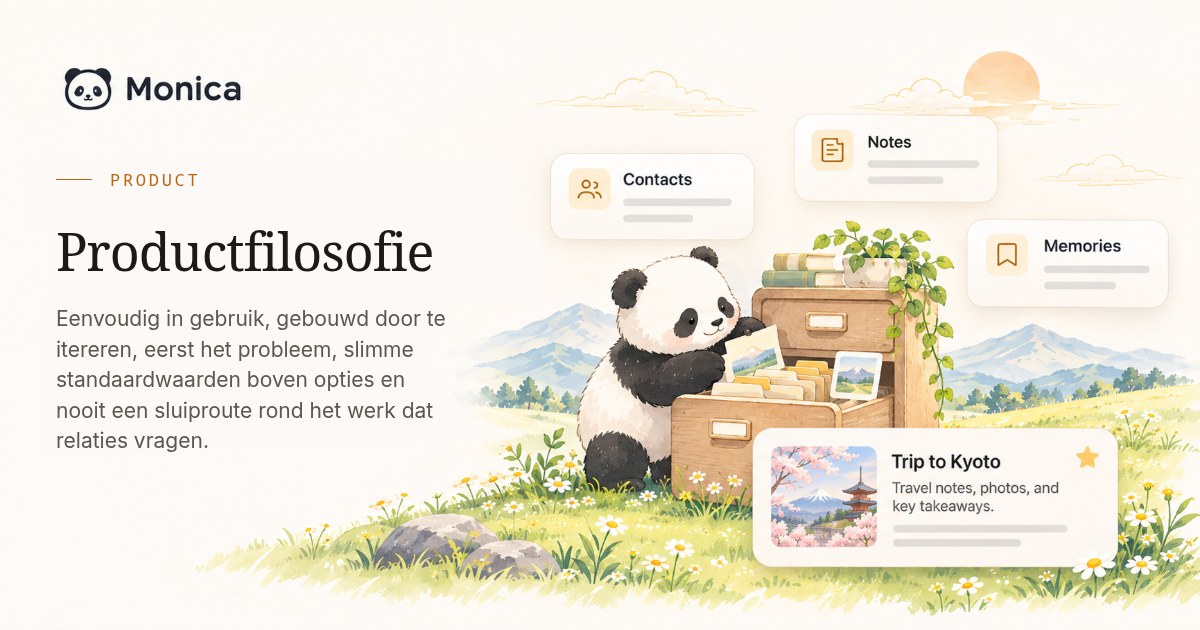 Monica
PRODUCT
Productfilosofie
Eenvoudig in gebruik, gebouwd door te
itereren, eerst het probleem, slimme
standaardwaarden boven opties en
nooit een sluiproute rond het werk dat
relaties vragen.
Contacts
Notes
Memories
Trip to Kyoto
Travel notes, photos, and
key takeaways.